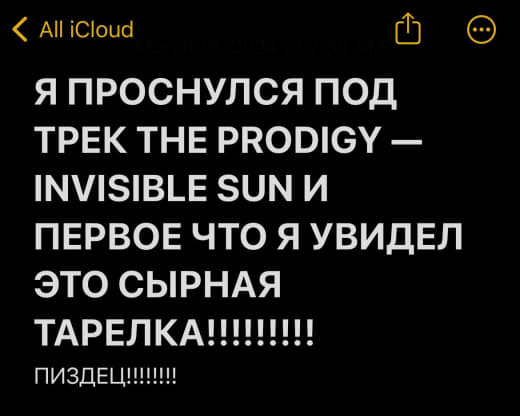 All iCloud
Я ПРОСНУЛСЯ ПОД
ТРЕК THE PRODIGY —
INVISIBLE SUN И
ПЕРВОЕ ЧТО Я УВИДЕЛ
ЭТО СЫРНАЯ
ТАРЕЛКА!!!!!!!!!
ПИЗДЕЦ!!!!!!!!